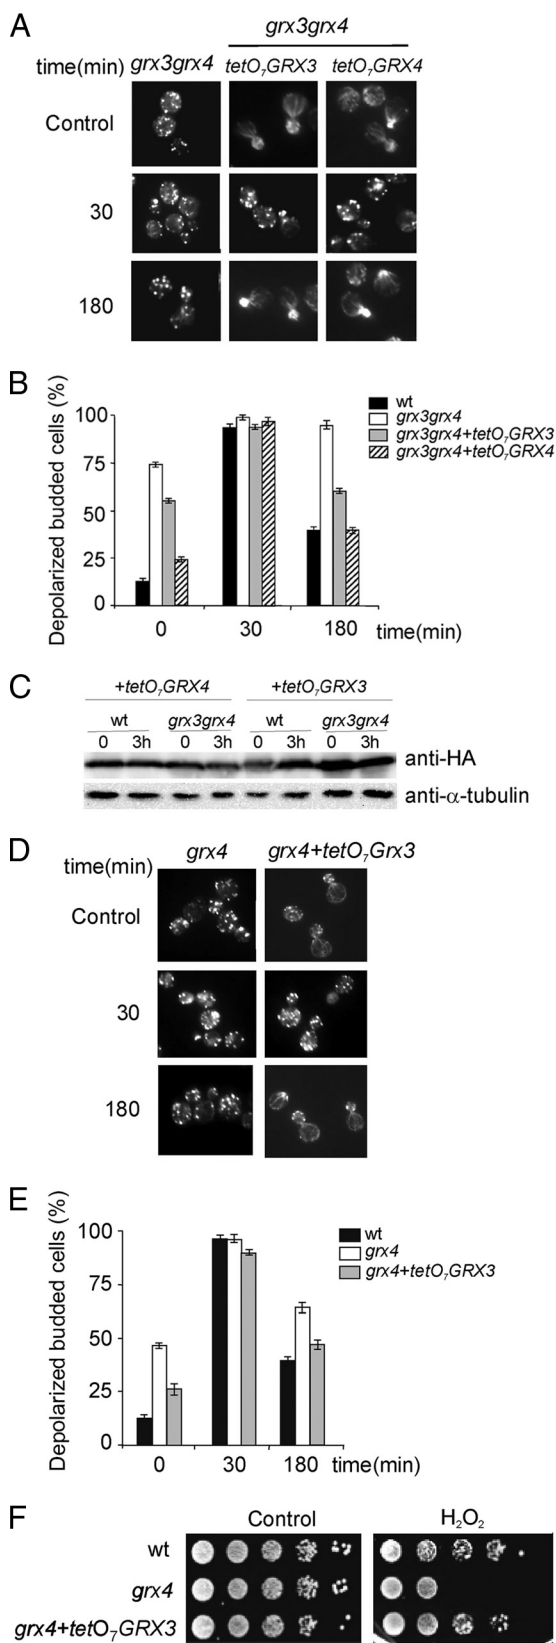 A
grx3grx4
time(min) grx3grx4 tetO₇GRX3 tetO₇GRX4
Control
30
180
B
Depolarized budded cells (%)
100
75
50
25
0
0 30 180 time(min)
wt
grx3grx4
grx3grx4+tetO₇GRX3
grx3grx4+tetO₇GRX4
C
+tetO₇GRX4 +tetO₇GRX3
wt grx3grx4 wt grx3grx4
0 3h 0 3h 0 3h 0 3h
anti-HA
anti-α-tubulin
D
grx4 grx4+tetO₇Grx3
time(min)
Control
30
180
E
Depolarized budded cells (%)
100
75
50
25
0
0 30 180 time(min)
wt
grx4
grx4+tetO₇GRX3
F
Control H₂O₂
wt
grx4
grx4+tetO₇GRX3